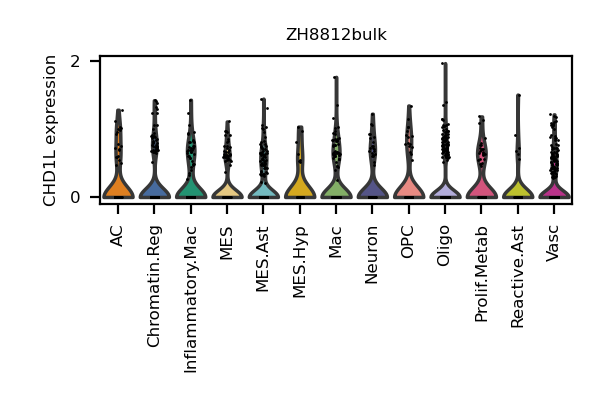 ZH8812bulk
CHD1L expression
2
0
AC
Chromatin.Reg
Inflammatory.Mac
MES
MES.Ast
MES.Hyp
Mac
Neuron
OPC
Oligo
Prolif.Metab
Reactive.Ast
Vasc